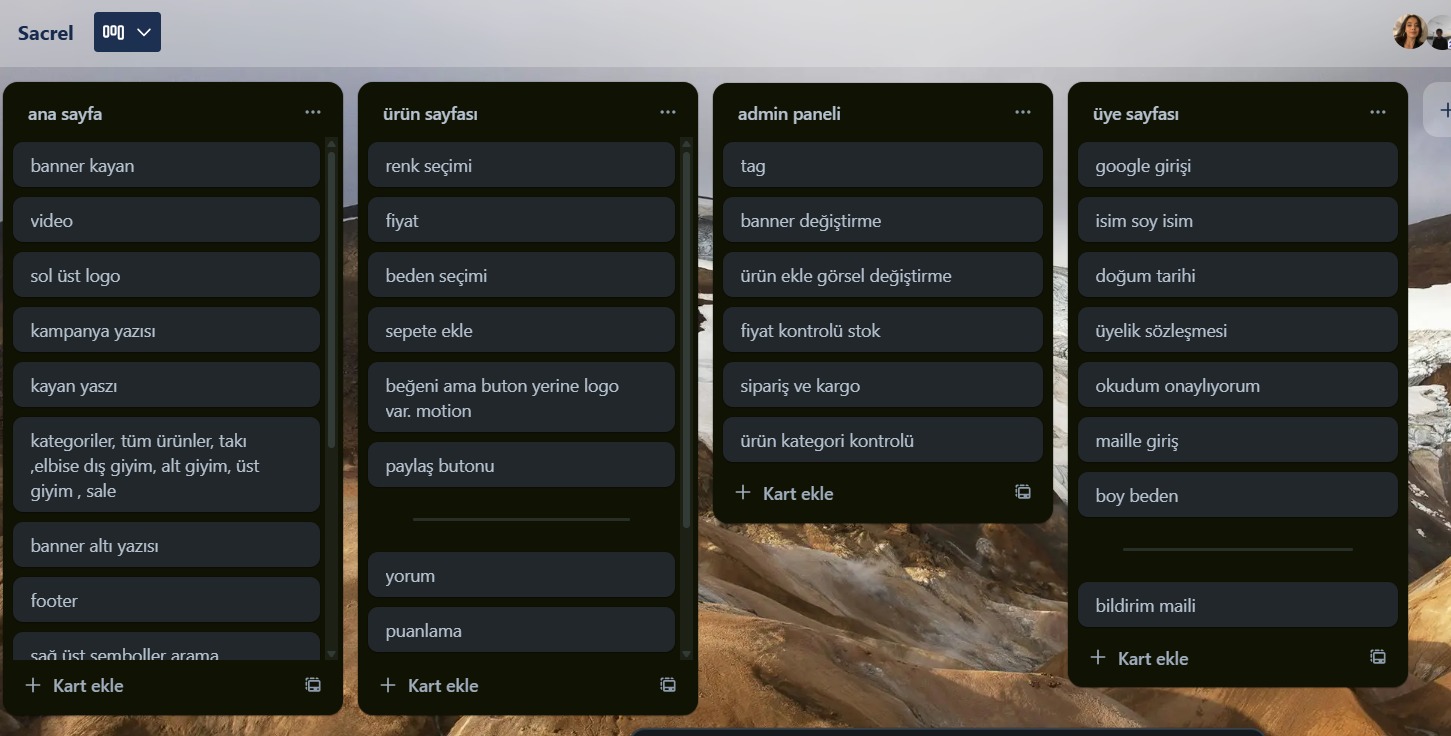 Sacrel
ana sayfa
banner kayan
video
sol üst logo
kampanya yazısı
kayan yaszı
kategoriler, tüm ürünler, takı
,elbise dış giyim, alt giyim, üst
giyim , sale
banner altı yazısı
footer
sağ üst semboller arama
Kart ekle
ürün sayfası
renk seçimi
fiyat
beden seçimi
sepete ekle
beğeni ama buton yerine logo
var. motion
paylaş butonu
yorum
puanlama
Kart ekle
admin paneli
tag
banner değiştirme
ürün ekle görsel değiştirme
fiyat kontrolü stok
sipariş ve kargo
ürün kategori kontrolü
Kart ekle
üye sayfası
google girişi
isim soy isim
doğum tarihi
üyelik sözleşmesi
okudum onaylıyorum
maille giriş
boy beden
bildirim maili
Kart ekle